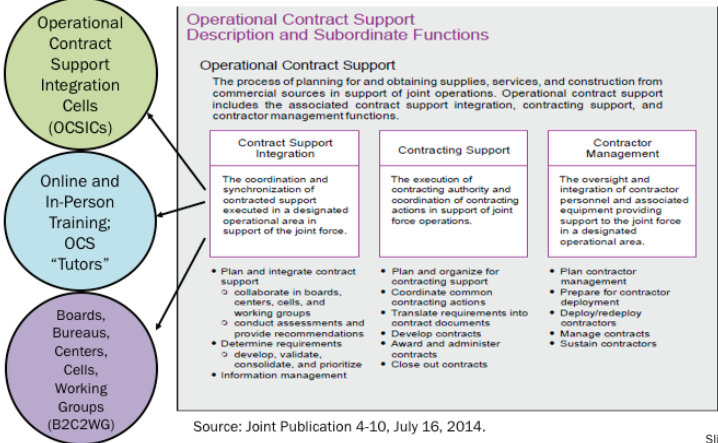 Operational
Contract
Support
Integration
Cells
(OCSICs)
Online and
In-Person
Training;
OCS
“Tutors”
Boards,
Bureaus,
Centers,
Cells,
Working
Groups
(B2C2WG)
Operational Contract Support
Description and Subordinate Functions
Operational Contract Support
The process of planning for and obtaining supplies, services, and construction from
commercial sources in support of joint operations. Operational contract support
includes the associated contract support integration, contracting support, and
contractor management functions.
Contract Support
Integration
The coordination and
synchronization of
contracted support
executed in a designated
operational area in
support of the joint force.
• Plan and integrate contract
support
o collaborate in boards,
centers, cells, and
working groups
o conduct assessments and
provide recommendations
• Determine requirements
o develop, validate,
consolidate, and prioritize
• Information management
Contracting Support
The execution of
contracting authority and
coordination of contracting
actions in support of joint
force operations.
• Plan and organize for
contracting support
• Coordinate common
contracting actions
• Translate requirements into
contract documents
• Develop contracts
• Award and administer
contracts
• Close out contracts
Contractor
Management
The oversight and
integration of contractor
personnel and associated
equipment providing
support to the joint force
in a designated
operational area.
• Plan contractor
management
• Prepare for contractor
deployment
• Deploy/redeploy
contractors
• Manage contracts
• Sustain contractors
Source: Joint Publication 4-10, July 16, 2014.
Sli